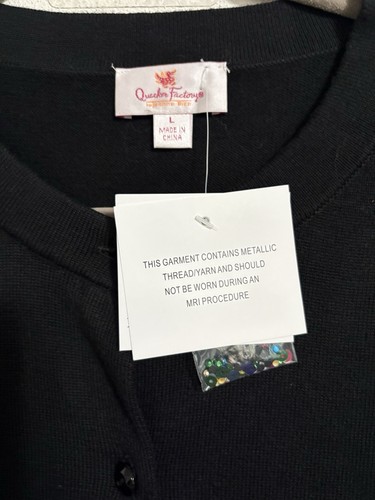 Quacker Factory®
L
MADE IN
CHINA
THIS GARMENT CONTAINS METALLIC
THREAD/YARN AND SHOULD
NOT BE WORN DURING AN
MRI PROCEDURE